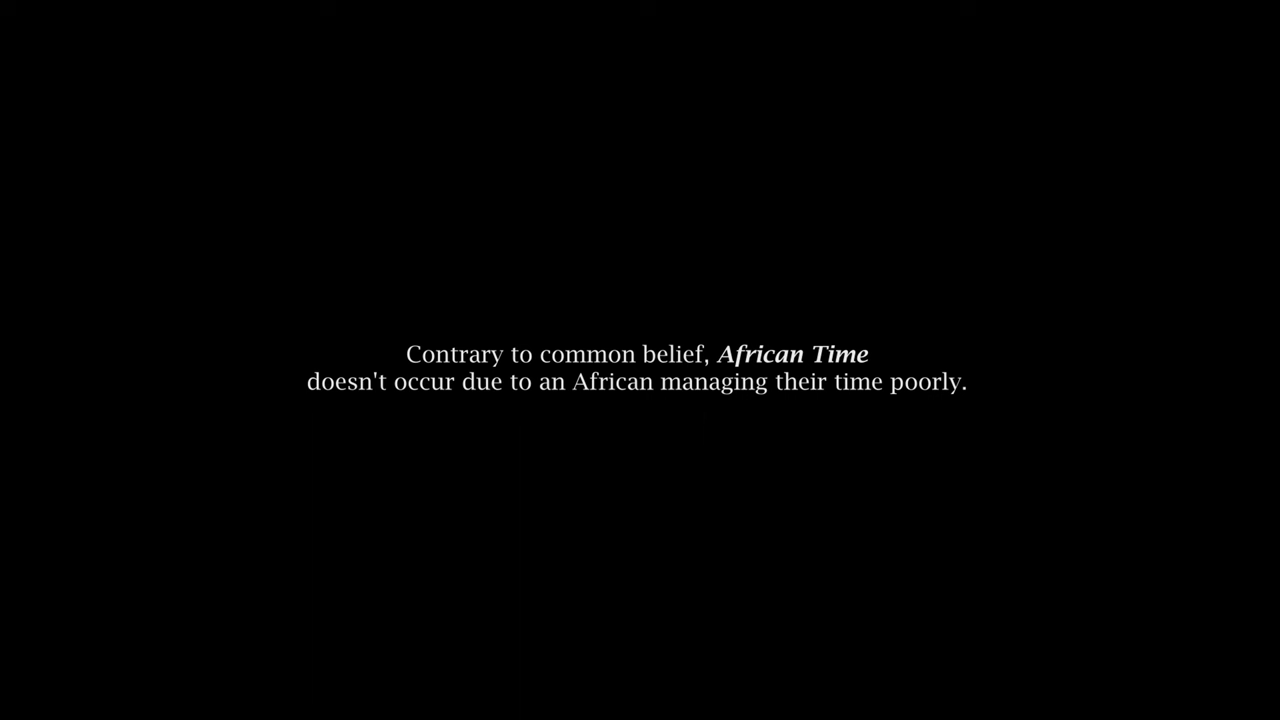 Contrary to common belief, African Time
doesn't occur due to an African managing their time poorly.